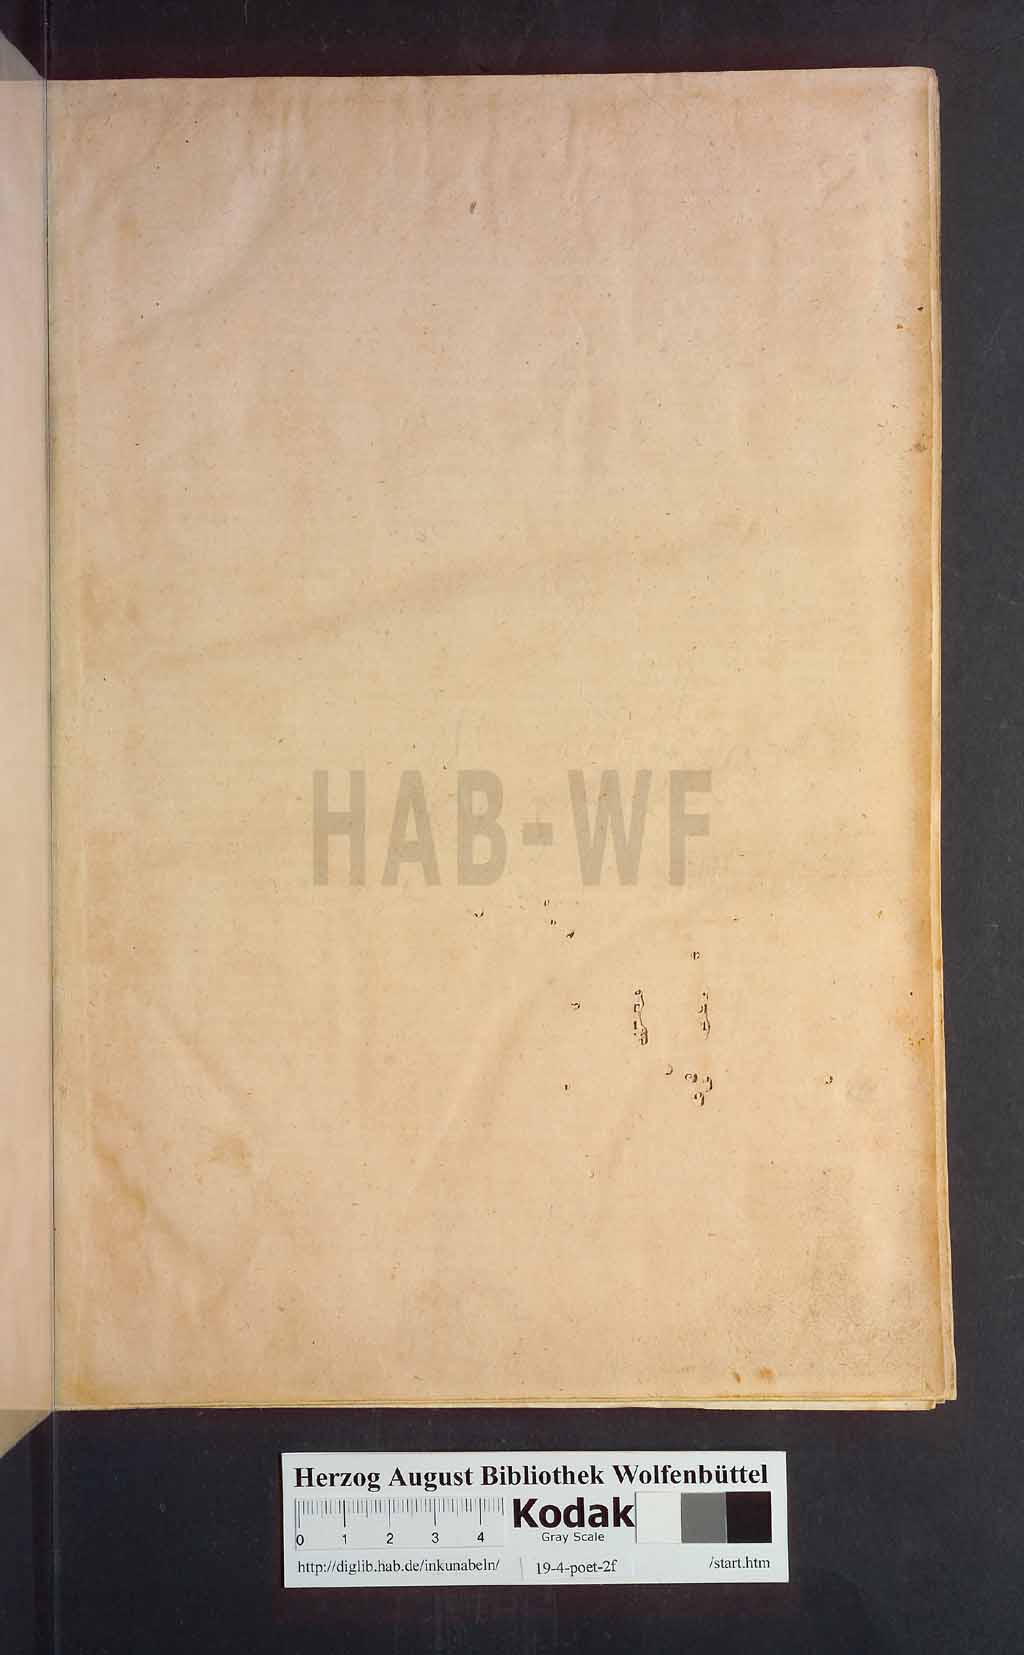 HAB-WF
Herzog August Bibliothek Wolfenbüttel
0 1 2 3 4
Kodak
Gray Scale
http://diglib.hab.de/inkunabeln/ 19-4-poet-2f /start.htm